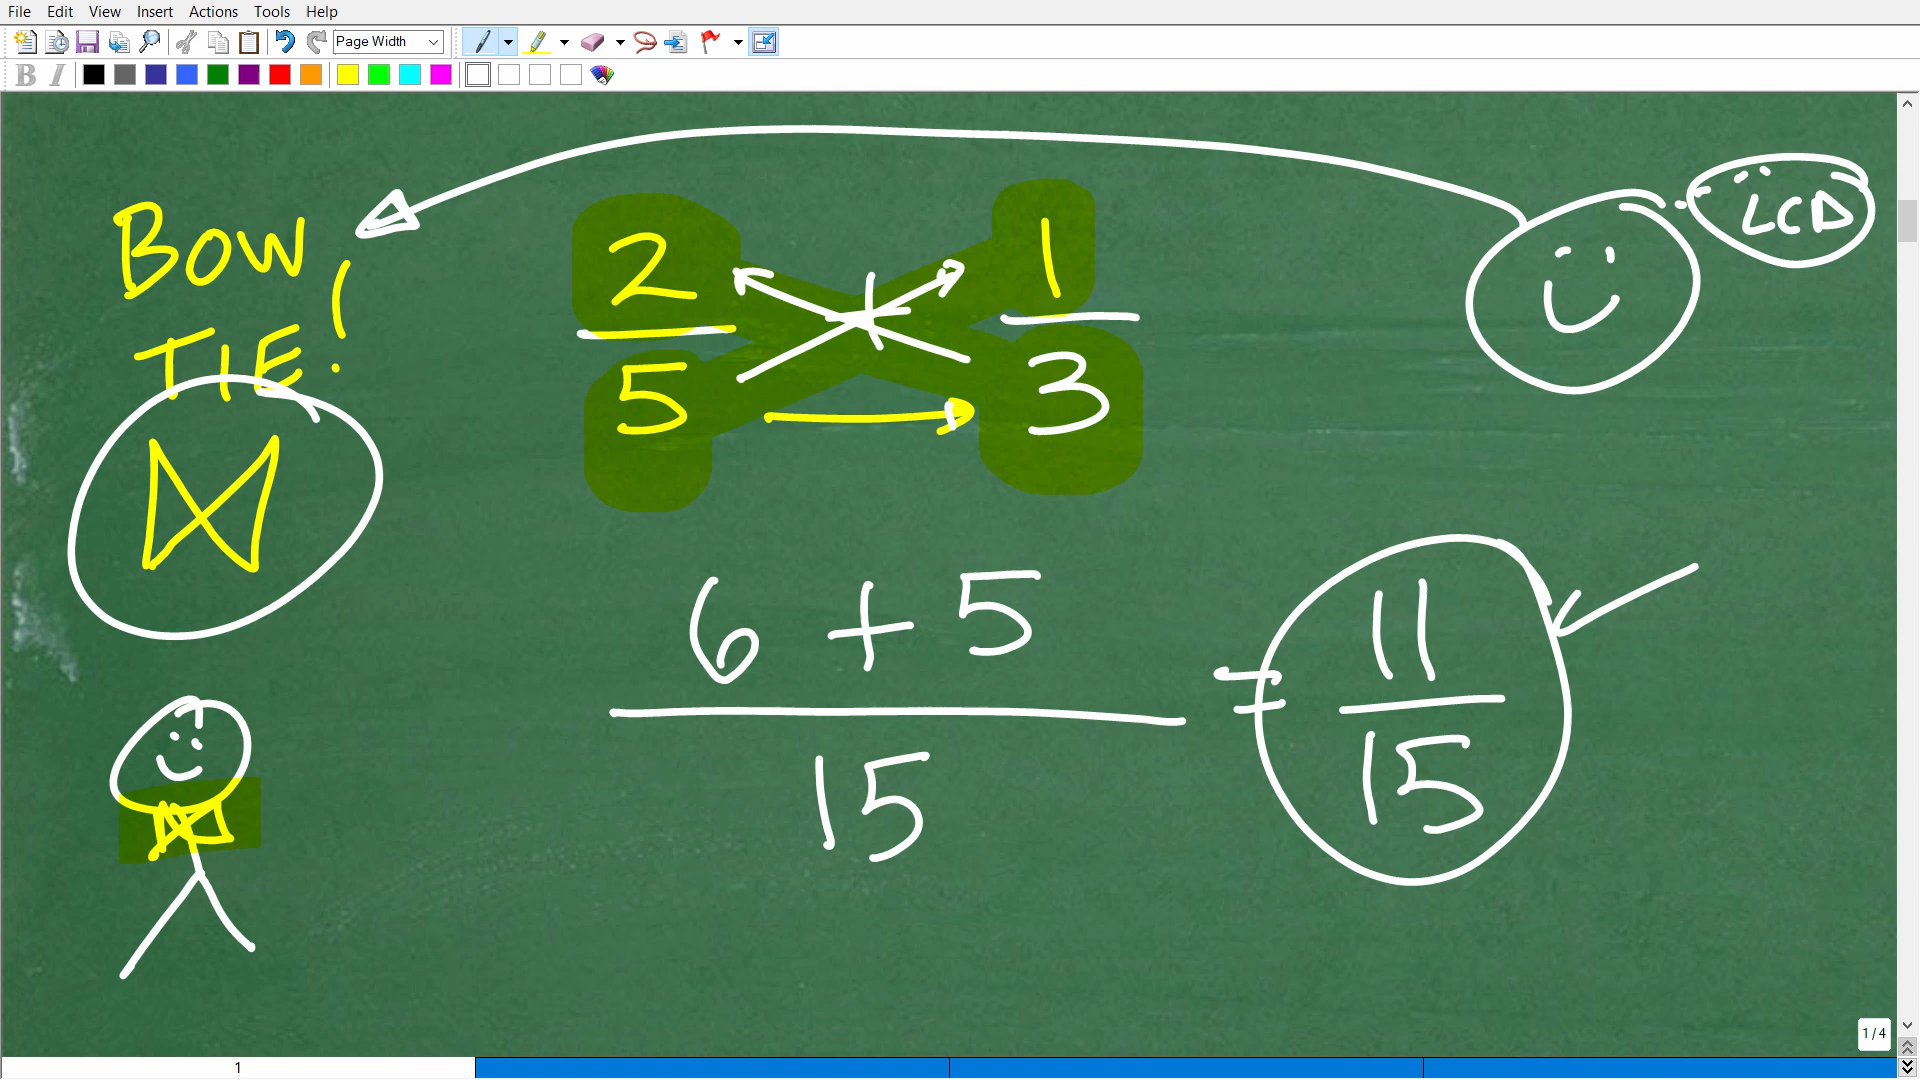 File Edit View Insert Actions Tools Help
Page Width
B I
BOW
TIE!
LCD
2/5 + 1/3
6 + 5
15
= 11/15
1 / 4
1